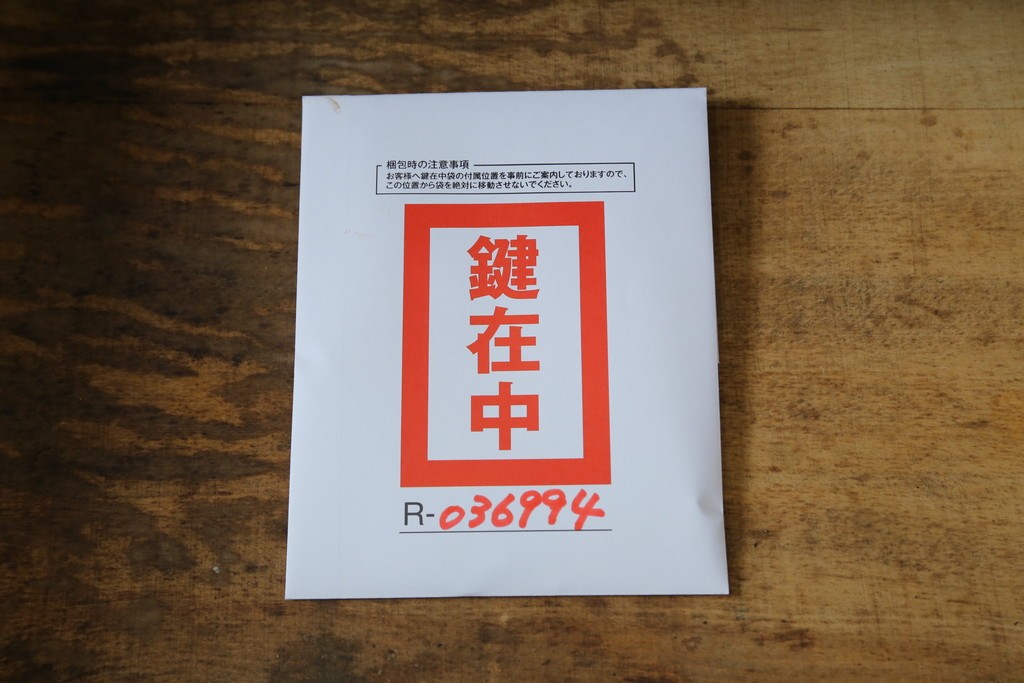 梱包時の注意事項
お客様へ鍵在中袋の付属位置を事前にご案内しておりますので、
この位置から袋を絶対に移動させないでください。
鍵在中
R-036994